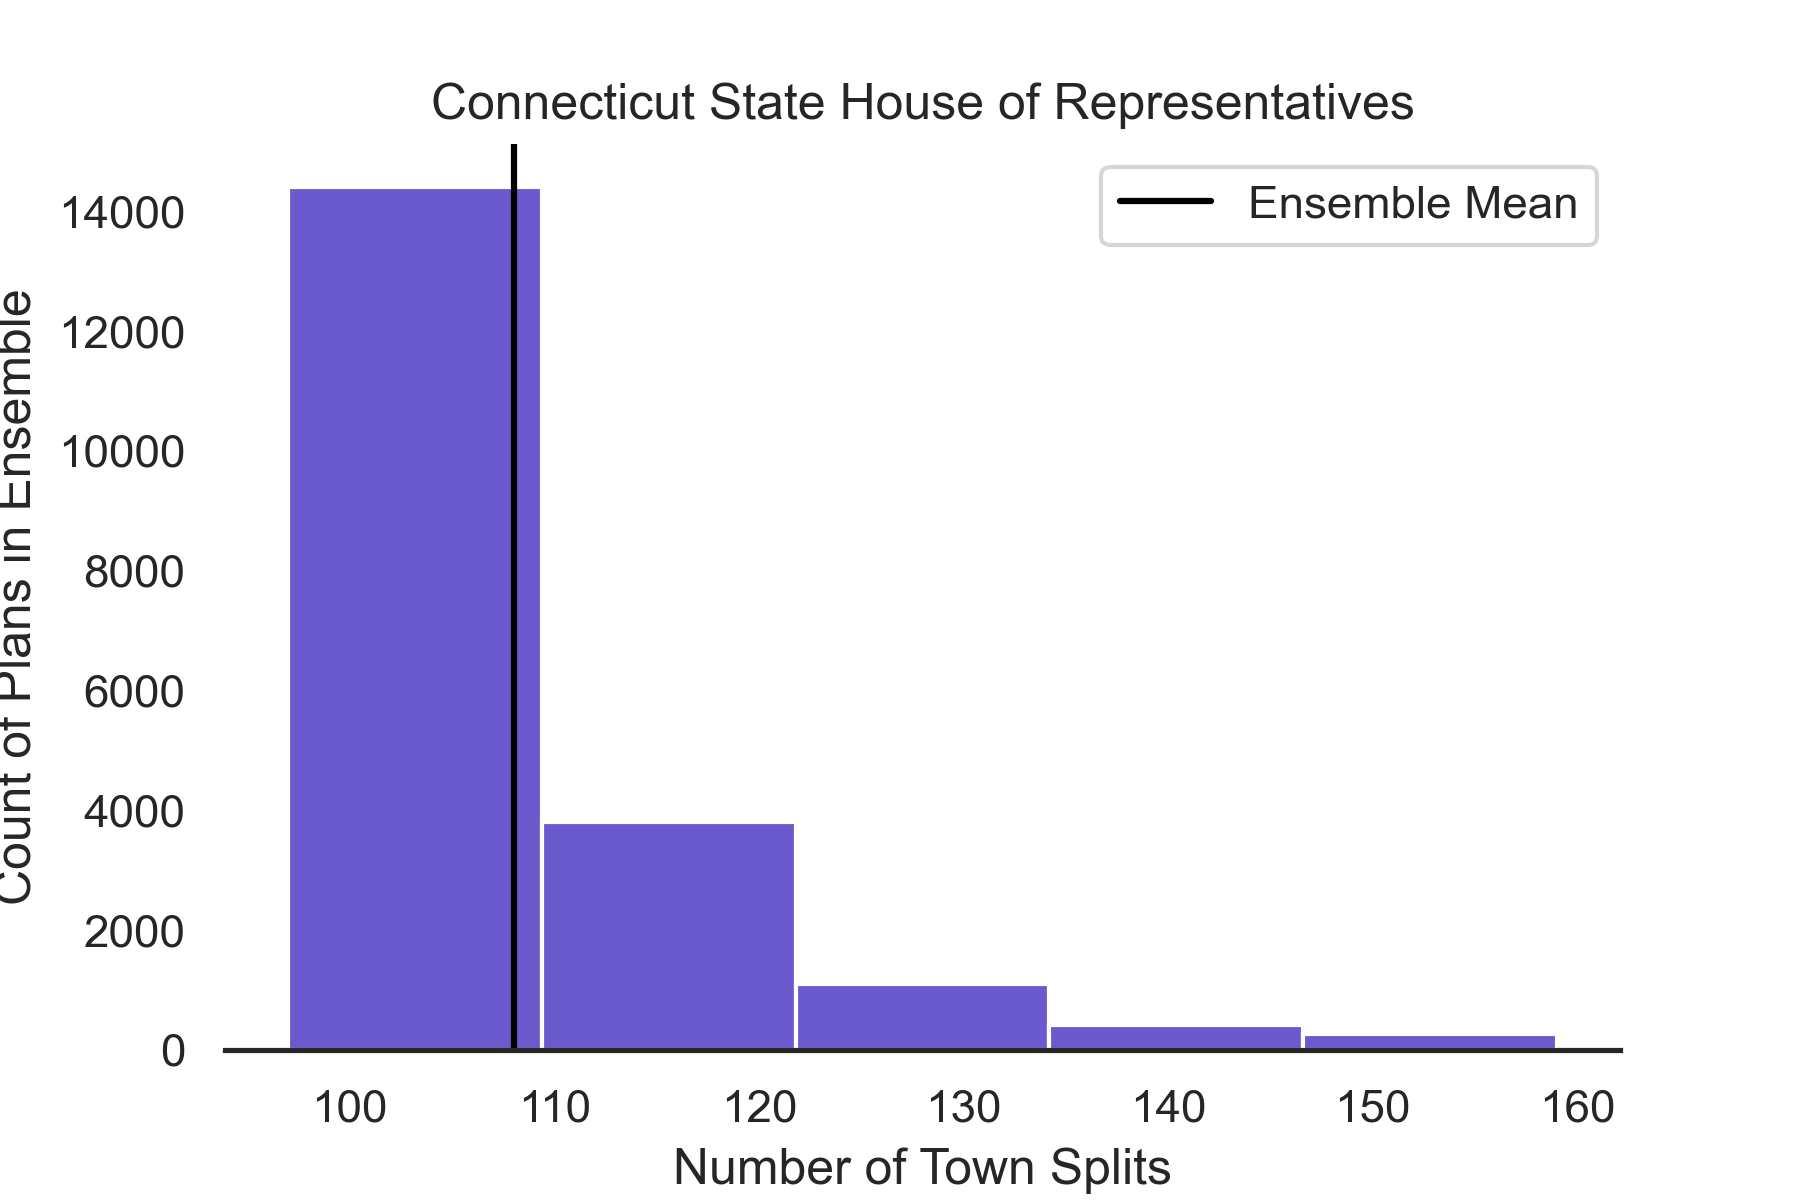 Connecticut State House of Representatives
Ensemble Mean
Count of Plans in Ensemble
14000
12000
10000
8000
6000
4000
2000
0
100 110 120 130 140 150 160
Number of Town Splits